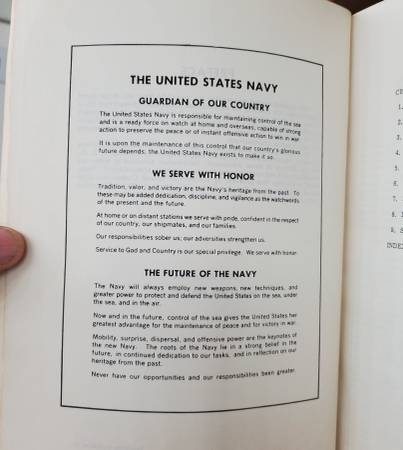 THE UNITED STATES NAVY
GUARDIAN OF OUR COUNTRY
The United States Navy is responsible for maintaining control of the sea
and is a ready force on watch at home and overseas, capable of strong
action to preserve the peace or of instant offensive action to win in war.
It is upon the maintenance of this control that our country's glorious
future depends; the United States Navy exists to make it so.
WE SERVE WITH HONOR
Tradition, valor, and victory are the Navy's heritage from the past. To
these may be added dedication, discipline, and vigilance as the watchwords
of the present and the future.
At home or on distant stations we serve with pride, confident in the respect
of our country, our shipmates, and our families.
Our responsibilities sober us; our adversities strengthen us.
Service to God and Country is our special privilege. We serve with honor.
THE FUTURE OF THE NAVY
The Navy will always employ new weapons, new techniques, and
greater power to protect and defend the United States on the sea, under
the sea, and in the air.
Now and in the future, control of the sea gives the United States her
greatest advantage for the maintenance of peace and for victory in war.
Mobility, surprise, dispersal, and offensive power are the keynotes of
the new Navy. The roots of the Navy lie in a strong belief in the
future, in continued dedication to our tasks, and in reflection on our
heritage from the past.
Never have our opportunities and our responsibilities been greater.
1.
2.
3.
4.
5.
6.
7.
8.
9.
INDE